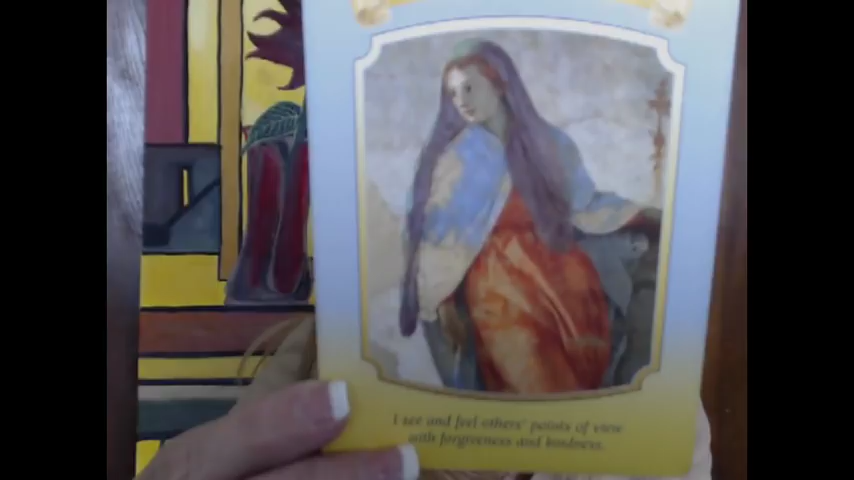 I see and feel others' points of view
with forgiveness and kindness.